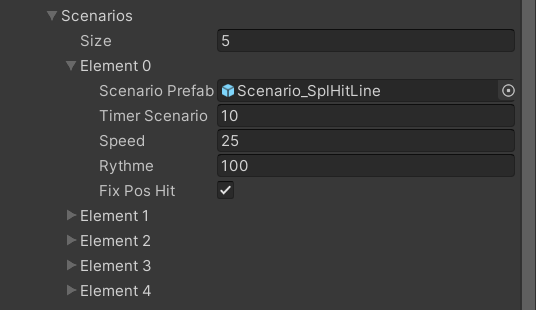 Scenarios
Size 5
Element 0
Scenario Prefab Scenario_SplHitLine
Timer Scenario 10
Speed 25
Rythme 100
Fix Pos Hit
Element 1
Element 2
Element 3
Element 4